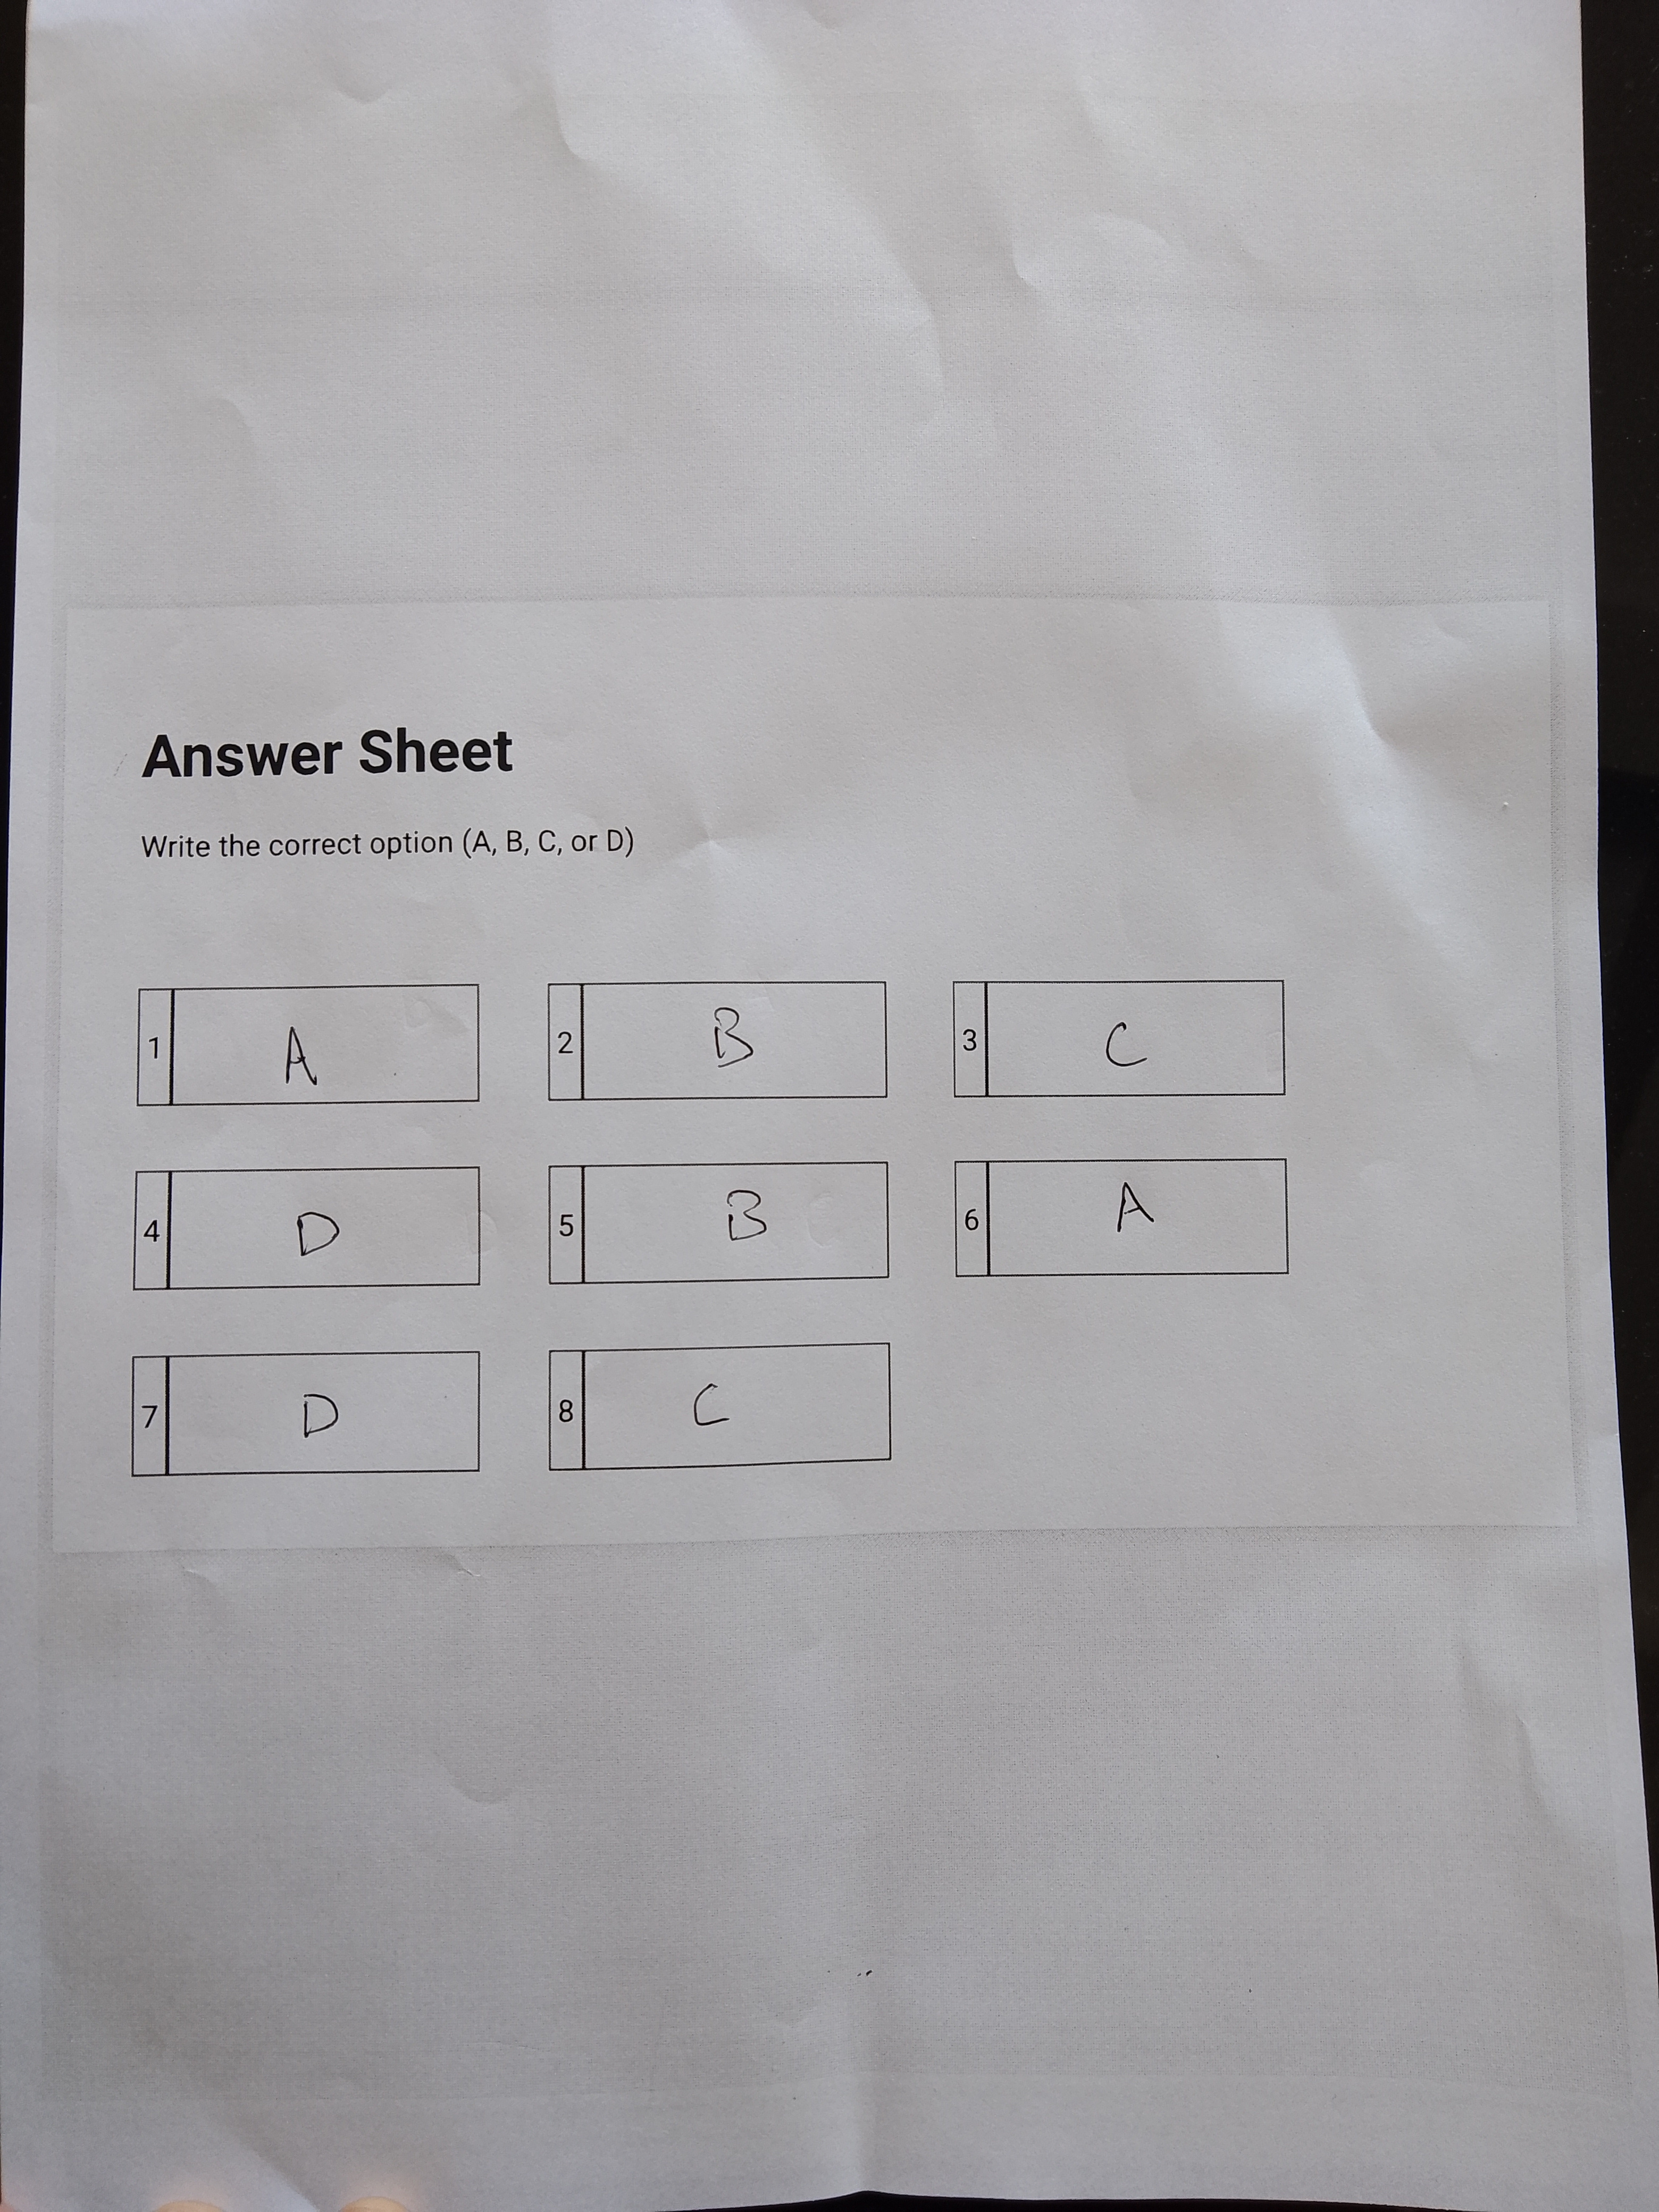 Answer Sheet
Write the correct option (A, B, C, or D)
1 A 2 B 3 C
4 D 5 B 6 A
7 D 8 C